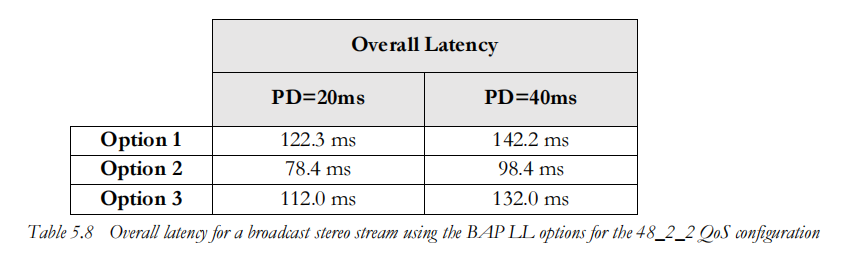 Overall Latency
PD=20ms PD=40ms
Option 1 122.3 ms 142.2 ms
Option 2 78.4 ms 98.4 ms
Option 3 112.0 ms 132.0 ms
Table 5.8 Overall latency for a broadcast stereo stream using the BAP LL options for the 48_2_2 QoS configuration